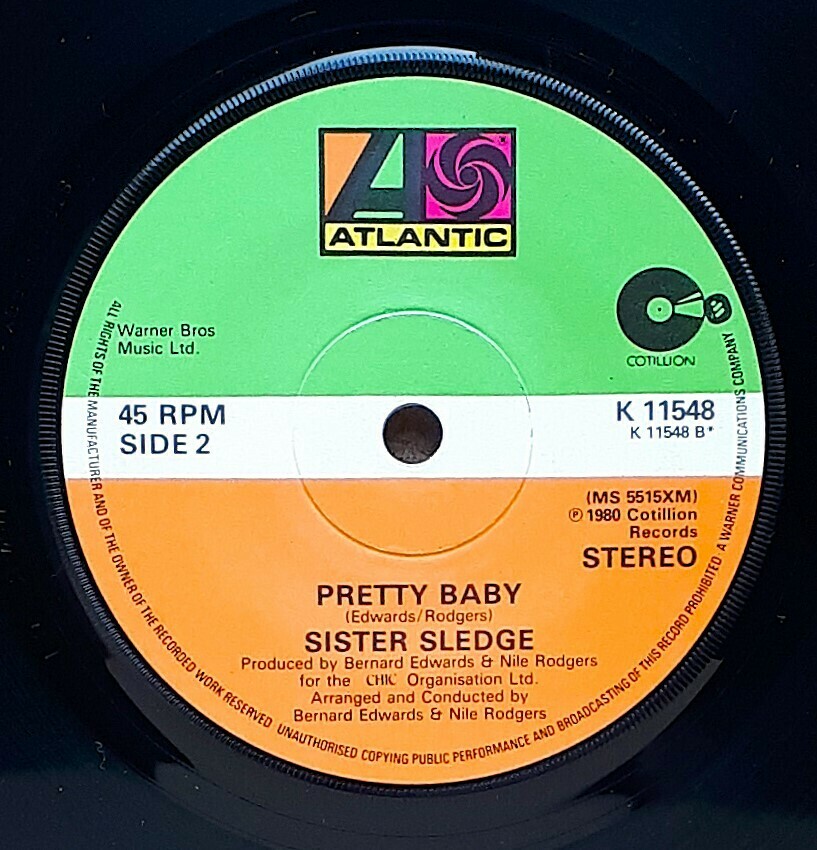 ATLANTIC
COTILLION
Warner Bros
Music Ltd.
45 RPM
SIDE 2
K 11548
K 11548 B*
(MS 5515XM)
℗ 1980 Cotillion
Records
STEREO
PRETTY BABY
(Edwards/Rodgers)
SISTER SLEDGE
Produced by Bernard Edwards & Nile Rodgers
for the CHIC Organisation Ltd.
Arranged and Conducted by
Bernard Edwards & Nile Rodgers
ALL RIGHTS OF THE MANUFACTURER AND OF THE OWNER OF THE RECORDED WORK RESERVED UNAUTHORISED COPYING PUBLIC PERFORMANCE AND BROADCASTING OF THIS RECORD PROHIBITED · A WARNER COMMUNICATIONS COMPANY